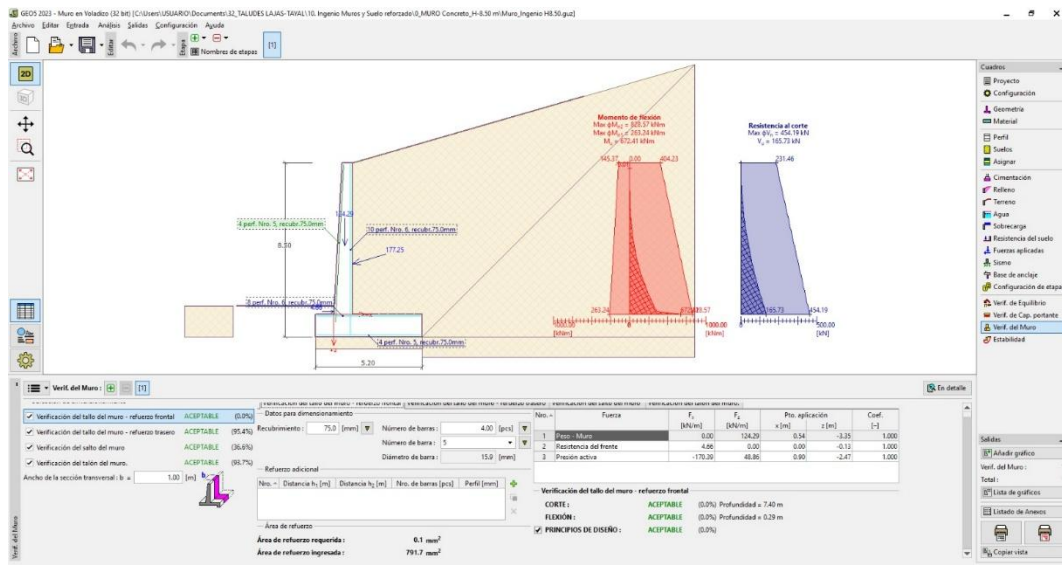 GEO5 2023 - Muro en Voladizo (32 bit) [C:\Users\USUARIO\Documents\32_TALUDES LAJAS-TAYAL\10. Ingenio Muros y Suelo reforzado\0_MURO Concreto_H-8.50 m\Muro_Ingenio H8.50.guz]
Archivo Editar Entrada Análisis Salidas Configuración Ayuda
Archivo
Editar
Etapa
Nombres de etapas
[1]
2D
3D
Momento de flexión
Max ϕMn2 = 828.57 kNm
Max ϕMn1 = 263.24 kNm
Mu = 672.41 kNm
Resistencia al corte
Max ϕVn = 454.19 kN
Vu = 165.73 kN
145.37 0.00 404.23
231.46
124.29
4 perf. Nro. 5, recubr.75.0mm
10 perf. Nro. 6, recubr.75.0mm
8.50
177.25
8 perf. Nro. 6, recubr.75.0mm
4.66
4 perf. Nro. 5, recubr.75.0mm
5.20
263.24
165.73 454.19
1000.00 0 1000.00
[kNm] [kNm]
0 500.00
[kN]
Cuadros
Proyecto
Configuración
Geometría
Material
Perfil
Suelos
Asignar
Cimentación
Relleno
Terreno
Agua
Sobrecarga
Resistencia del suelo
Fuerzas aplicadas
Sismo
Base de anclaje
Configuración de etapa
Verif. de Equilibrio
Verif. de Cap. portante
Verif. del Muro
Estabilidad
Verif. del Muro : [1]
En detalle
Verificación del tallo del muro - refuerzo frontal ACEPTABLE (0.0%)
Verificación del tallo del muro - refuerzo trasero ACEPTABLE (95.4%)
Verificación del salto del muro ACEPTABLE (36.6%)
Verificación del talón del muro. ACEPTABLE (93.7%)
Ancho de la sección transversal : b = 1.00 [m]
Datos para dimensionamiento
Recubrimiento : 75.0 [mm]
Número de barras : 4.00 [pcs]
Número de barra : 5
Diámetro de barra : 15.9 [mm]
Refuerzo adicional
Nro. Distancia h1 [m] Distancia h2 [m] Nro. de barras [pcs] Perfil [mm]
Área de refuerzo
Área de refuerzo requerida : 0.1 mm2
Área de refuerzo ingresada : 791.7 mm2
Nro. Fuerza Fx Fz Pto. aplicación Coef.
[kN/m] [kN/m] x [m] z [m] [-]
1 Peso - Muro 0.00 124.29 0.54 -3.35 1.000
2 Resistencia del frente 4.66 0.00 0.00 -0.13 1.000
3 Presión activa -170.39 48.86 0.90 -2.47 1.000
Verificación del tallo del muro - refuerzo frontal
CORTE : ACEPTABLE (0.0%) Profundidad = 7.40 m
FLEXIÓN : ACEPTABLE (0.0%) Profundidad = 0.29 m
PRINCIPIOS DE DISEÑO : ACEPTABLE (0.0%)
Verif. del Muro
Salidas
Añadir gráfico
Verif. del Muro :
Total :
Lista de gráficos
Listado de Anexos
Copiar vista